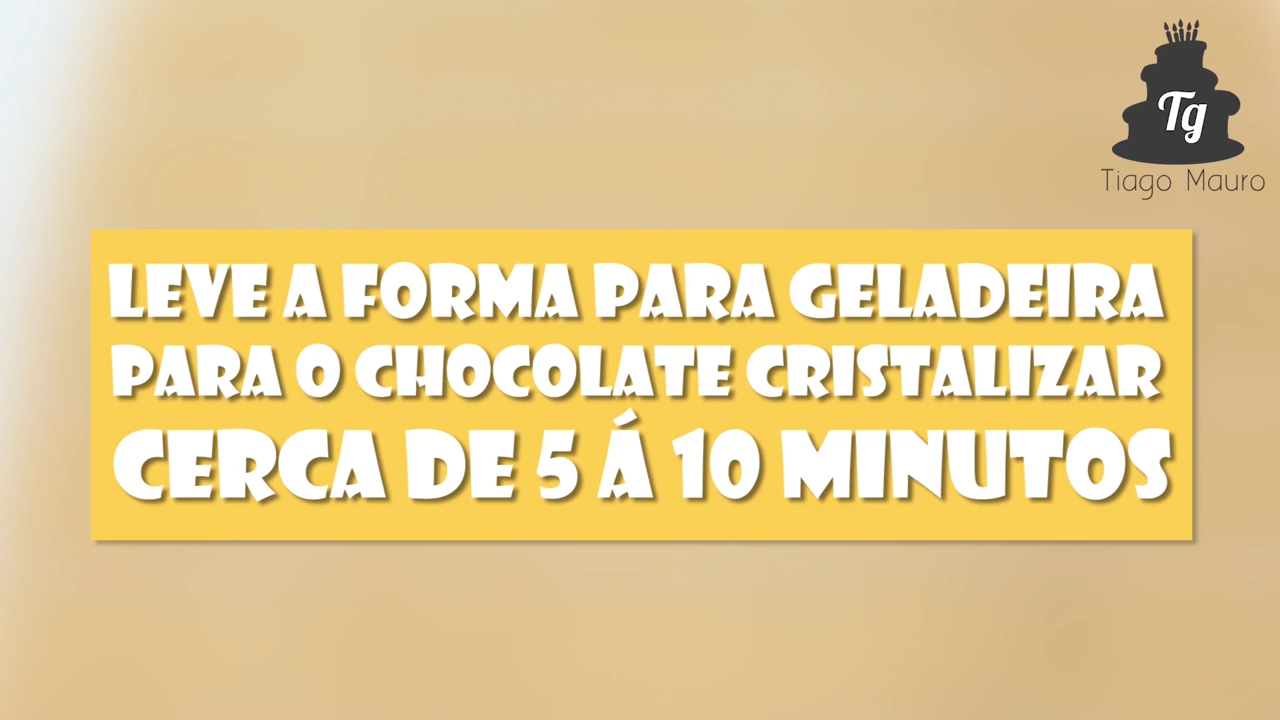 Tg
Tiago Mauro
LEVE A FORMA PARA GELADEIRA
PARA O CHOCOLATE CRISTALIZAR
CERCA DE 5 Á 10 MINUTOS